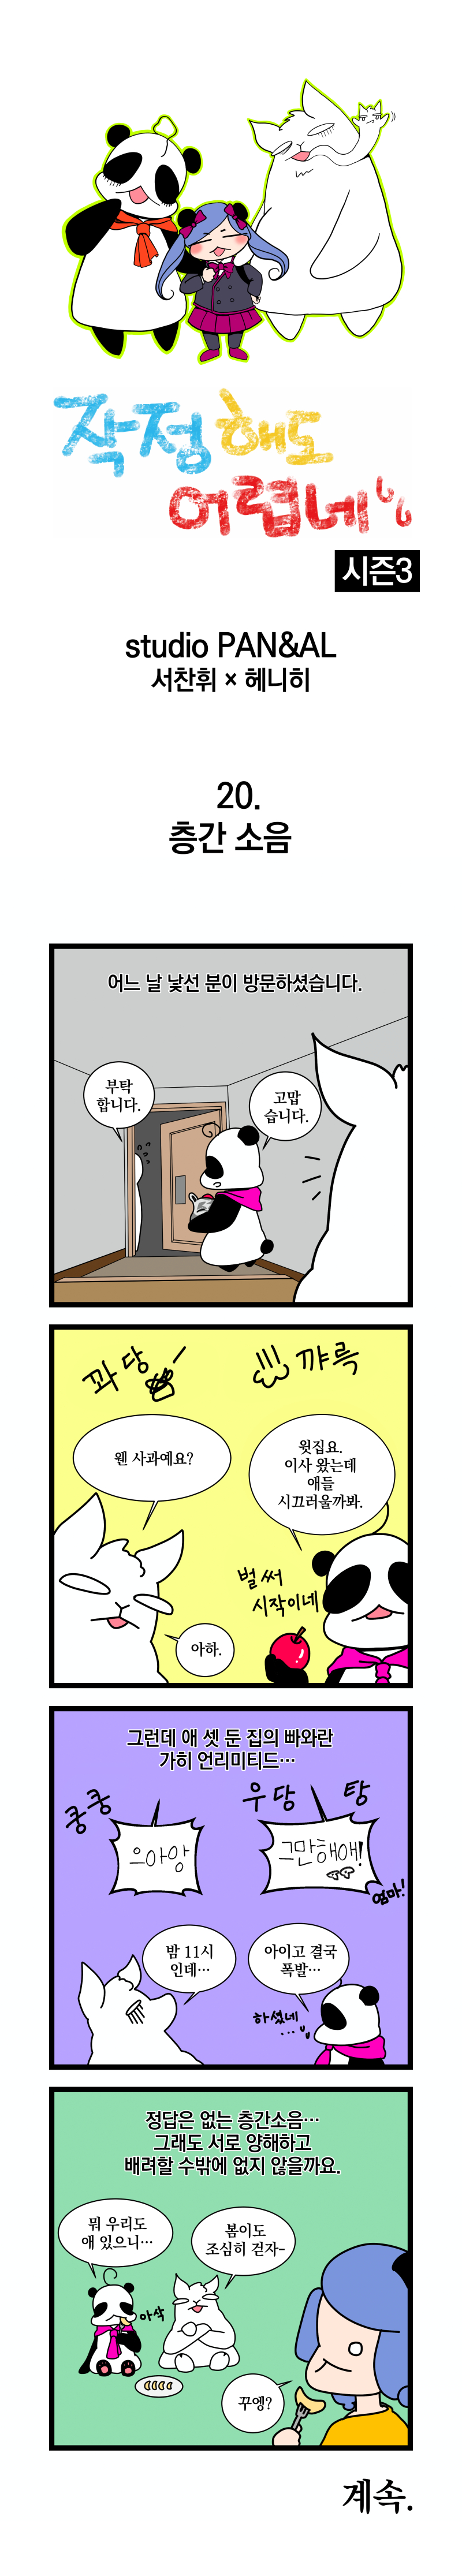 작정해도
어렵네
시즌3
studio PAN&AL
서찬휘 × 헤니히
20.
층간 소음
어느 날 낯선 분이 방문하셨습니다.
부탁
합니다.
고맙
습니다.
꽈당
꺄륵
웬 사과예요?
윗집요.
이사 왔는데
애들
시끄러울까봐.
벌써
시작이네
아하.
그런데 애 셋 둔 집의 빠와란
가히 언리미티드…
쿵쿵
우당탕
으아앙
그만해애!
엄마!
밤 11시
인데…
아이고 결국
폭발…
하셨네
...
정답은 없는 층간소음…
그래도 서로 양해하고
배려할 수밖에 없지 않을까요.
뭐 우리도
애 있으니…
봄이도
조심히 걷자~
아삭
꾸엥?
계속.